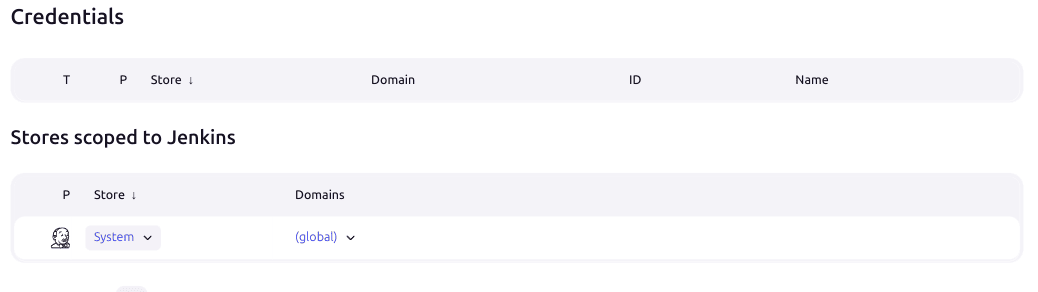 Credentials
T P Store ↓ Domain ID Name
Stores scoped to Jenkins
P Store ↓ Domains
System (global)